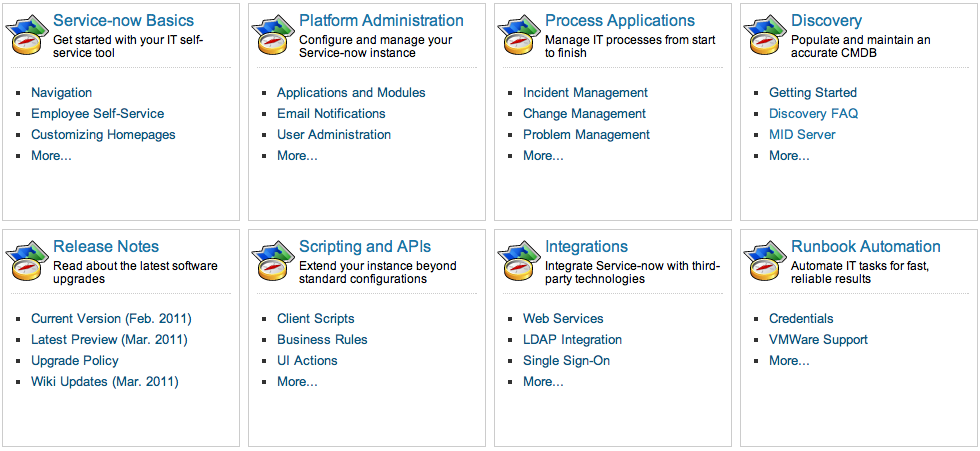 Service-now Basics
Get started with your IT self-
service tool
Navigation
Employee Self-Service
Customizing Homepages
More...
Platform Administration
Configure and manage your
Service-now instance
Applications and Modules
Email Notifications
User Administration
More...
Process Applications
Manage IT processes from start
to finish
Incident Management
Change Management
Problem Management
More...
Discovery
Populate and maintain an
accurate CMDB
Getting Started
Discovery FAQ
MID Server
More...
Release Notes
Read about the latest software
upgrades
Current Version (Feb. 2011)
Latest Preview (Mar. 2011)
Upgrade Policy
Wiki Updates (Mar. 2011)
Scripting and APIs
Extend your instance beyond
standard configurations
Client Scripts
Business Rules
UI Actions
More...
Integrations
Integrate Service-now with third-
party technologies
Web Services
LDAP Integration
Single Sign-On
More...
Runbook Automation
Automate IT tasks for fast,
reliable results
Credentials
VMWare Support
More...